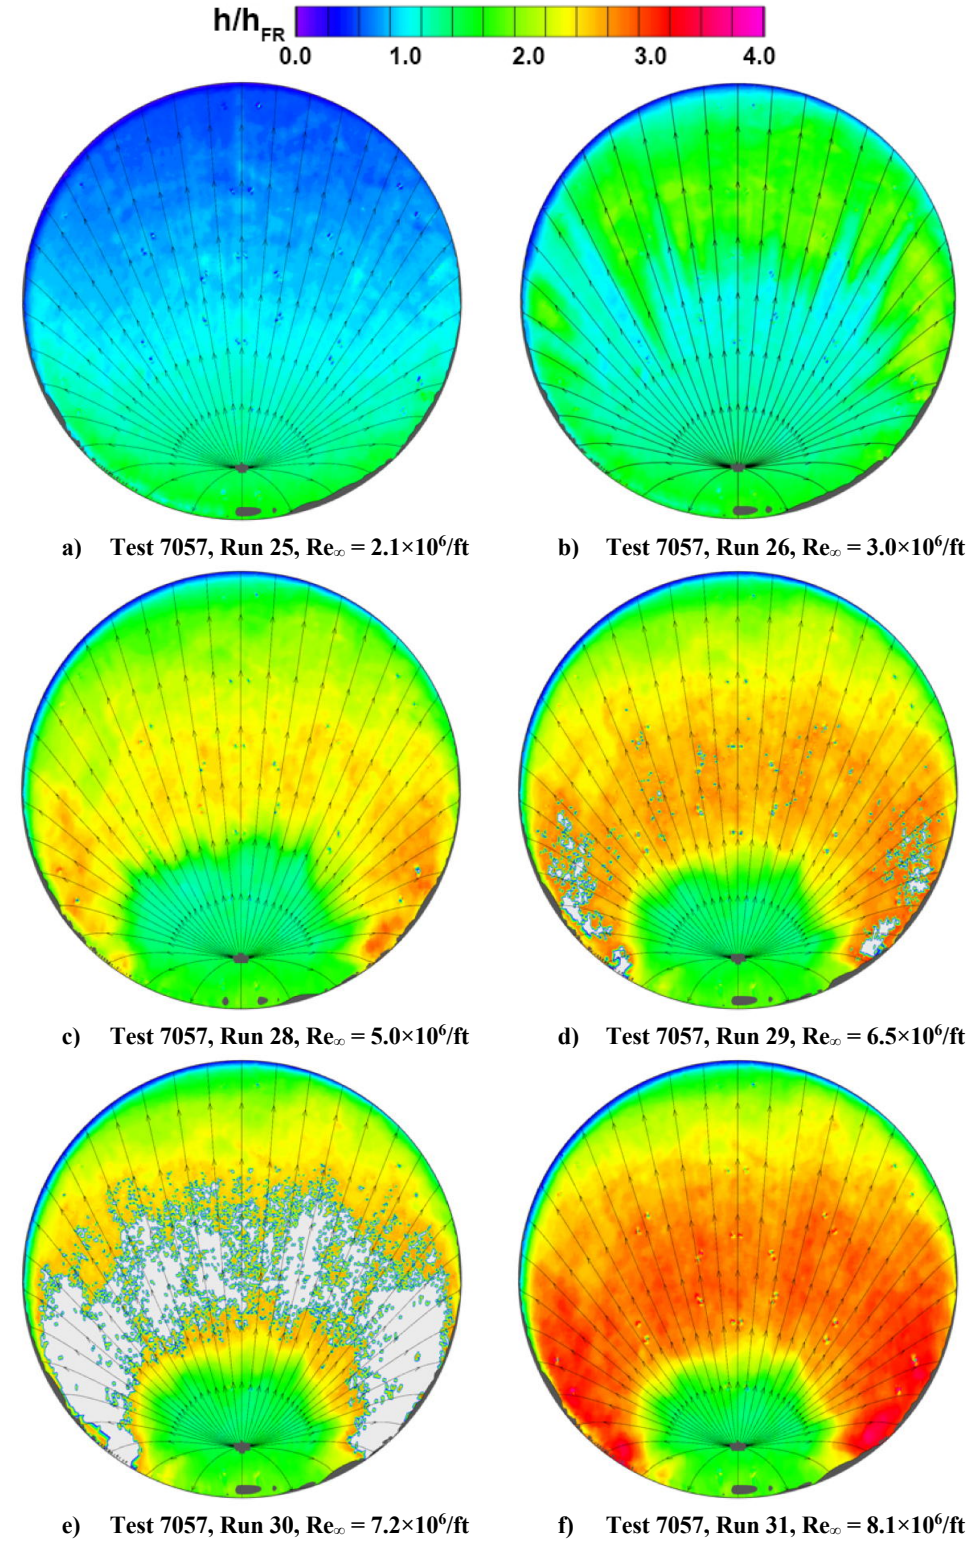 h/hFR
0.0 1.0 2.0 3.0 4.0
a) Test 7057, Run 25, Re∞ = 2.1×10⁶/ft
b) Test 7057, Run 26, Re∞ = 3.0×10⁶/ft
c) Test 7057, Run 28, Re∞ = 5.0×10⁶/ft
d) Test 7057, Run 29, Re∞ = 6.5×10⁶/ft
e) Test 7057, Run 30, Re∞ = 7.2×10⁶/ft
f) Test 7057, Run 31, Re∞ = 8.1×10⁶/ft